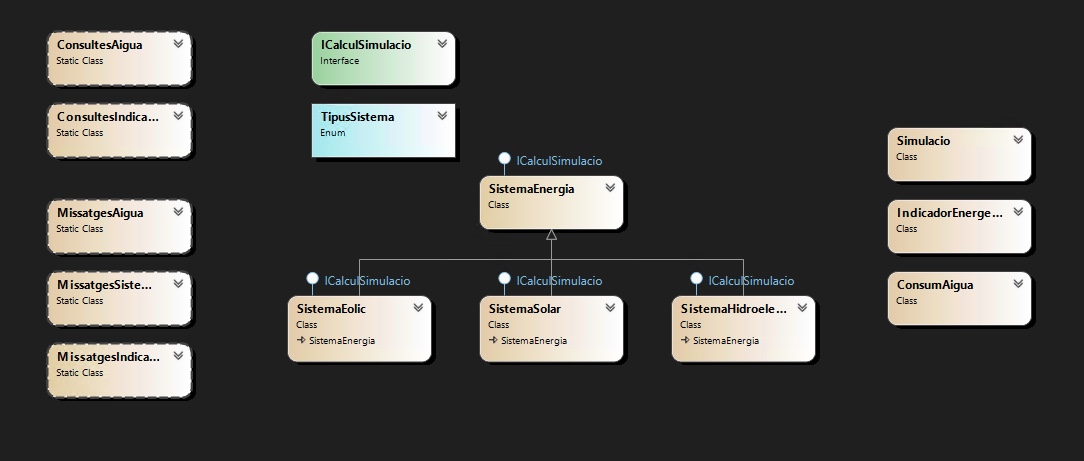 ConsultesAigua
Static Class
ConsultesIndica...
Static Class
MissatgesAigua
Static Class
MissatgesSiste...
Static Class
MissatgesIndica...
Static Class
ICalculSimulacio
Interface
TipusSistema
Enum
ICalculSimulacio
SistemaEnergia
Class
ICalculSimulacio
SistemaEolic
Class
SistemaEnergia
ICalculSimulacio
SistemaSolar
Class
SistemaEnergia
ICalculSimulacio
SistemaHidroele...
Class
SistemaEnergia
Simulacio
Class
IndicadorEnerge...
Class
ConsumAigua
Class